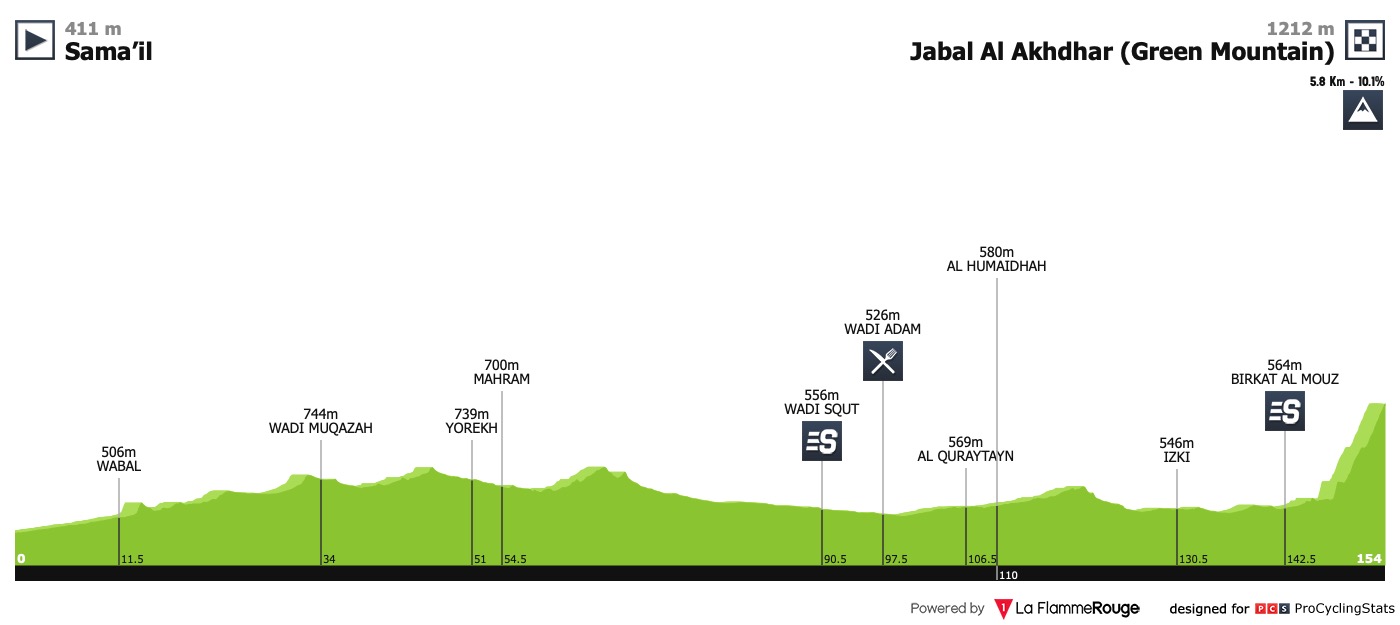 411 m
Sama’il
1212 m
Jabal Al Akhdhar (Green Mountain)
5.8 Km - 10.1%
580m
AL HUMAIDHAH
526m
WADI ADAM
700m
MAHRAM
564m
BIRKAT AL MOUZ
556m
WADI SQUT
744m
WADI MUQAZAH
739m
YOREKH
569m
AL QURAYTAYN
546m
IZKI
506m
WABAL
0 11.5 34 51 54.5 90.5 97.5 106.5 130.5 142.5 154
110
Powered by 1 La FlammeRouge designed for PCS ProCyclingStats